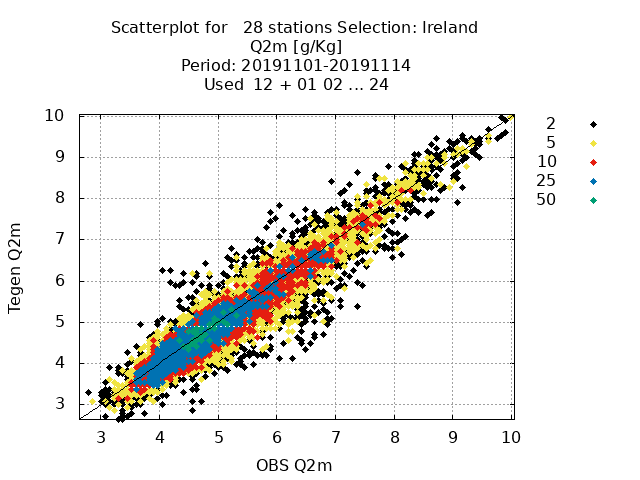 Scatterplot for 28 stations Selection: Ireland
Q2m [g/Kg]
Period: 20191101-20191114
Used 12 + 01 02 ... 24
10
9
8
7
6
5
4
3
Tegen Q2m
3 4 5 6 7 8 9 10
OBS Q2m
2
5
10
25
50